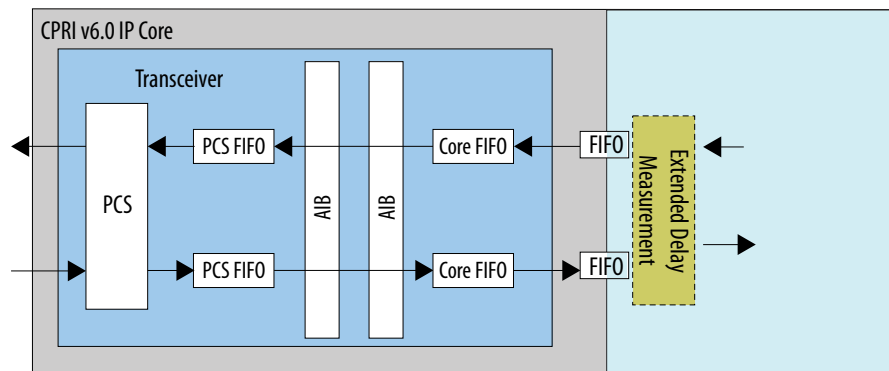 CPRI v6.0 IP Core
Transceiver
PCS FIFO
Core FIFO
FIFO
PCS
AIB
AIB
Extended Delay
Measurement
PCS FIFO
Core FIFO
FIFO